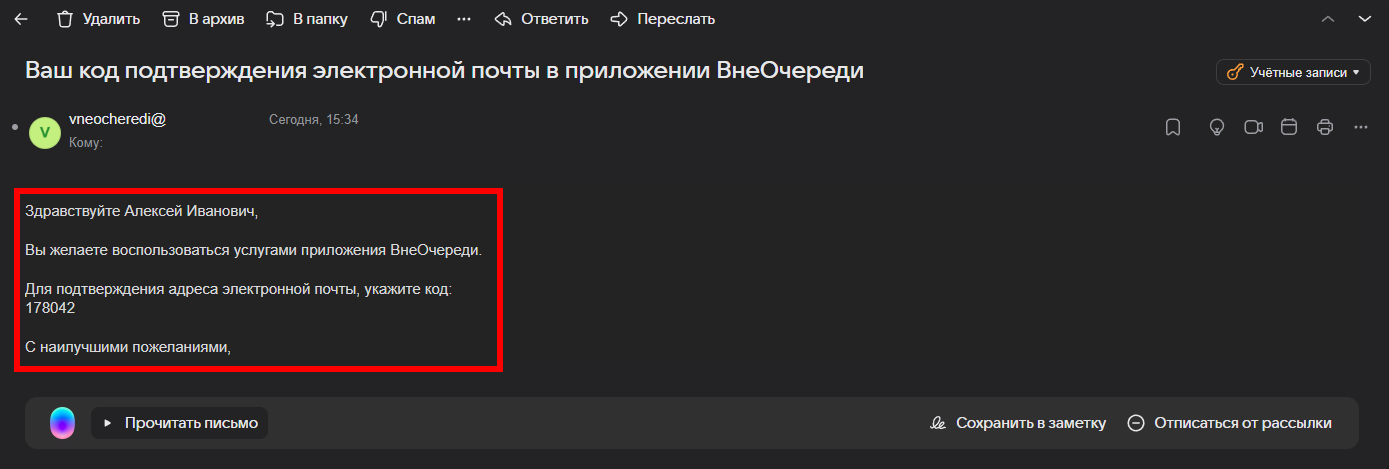 Удалить В архив В папку Спам ... Ответить Переслать
Ваш код подтверждения электронной почты в приложении ВнеОчереди
Учётные записи
V
vneocheredi@ Сегодня, 15:34
Кому:
Здравствуйте Алексей Иванович,
Вы желаете воспользоваться услугами приложения ВнеОчереди.
Для подтверждения адреса электронной почты, укажите код:
178042
С наилучшими пожеланиями,
Прочитать письмо Сохранить в заметку Отписаться от рассылки